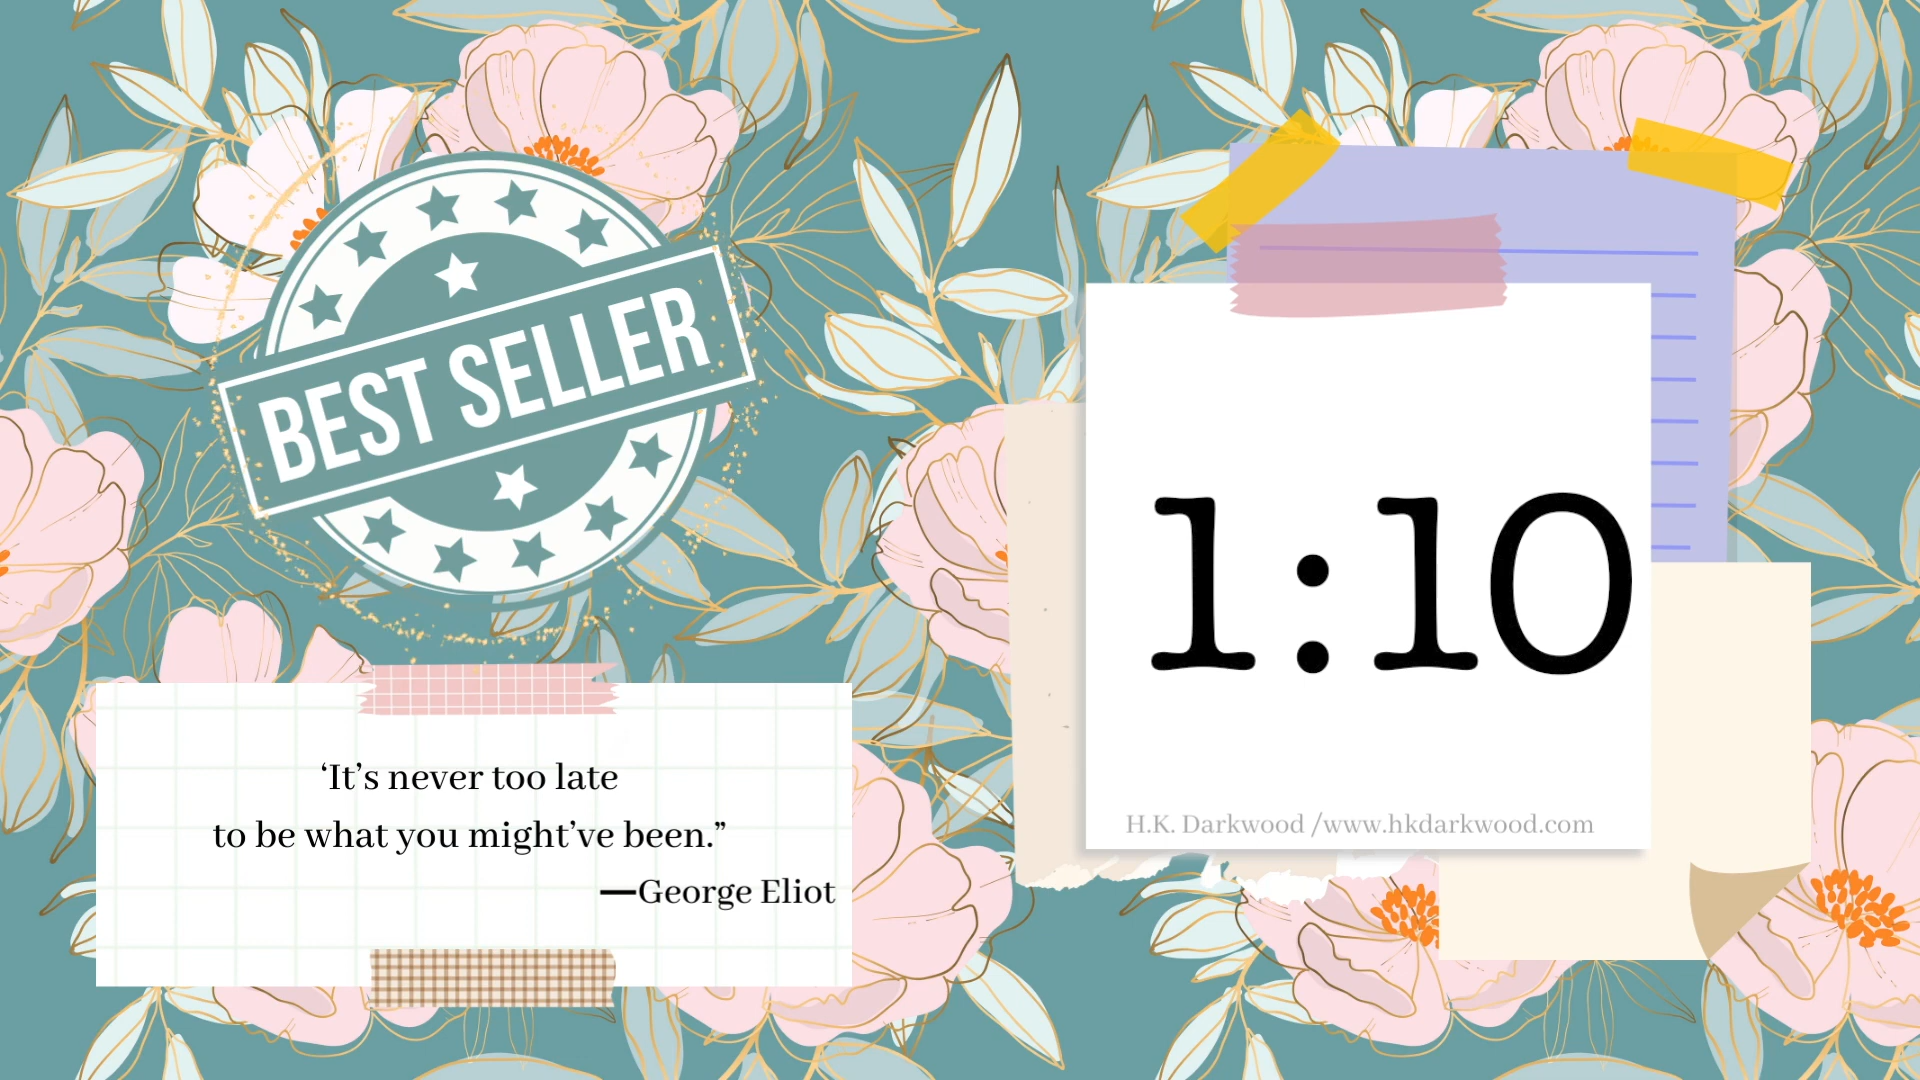 BEST SELLER
‘It’s never too late
to be what you might’ve been.”
—George Eliot
1:10
H.K. Darkwood /www.hkdarkwood.com